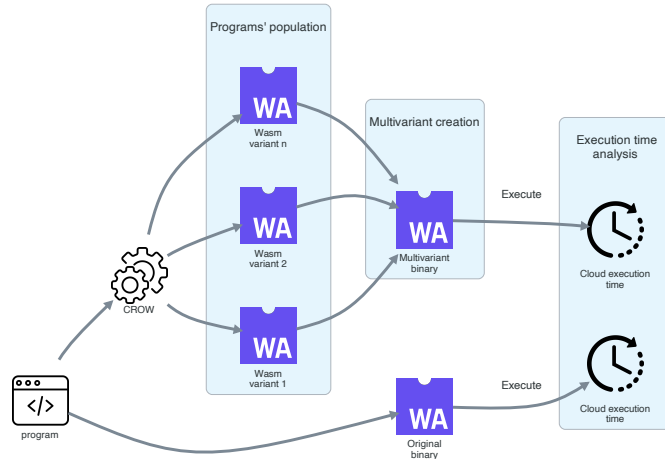 Programs' population
WA
Wasm
variant n
WA
Wasm
variant 2
WA
Wasm
variant 1
Multivariant creation
WA
Multivariant
binary
Execution time
analysis
Execute
Cloud execution
time
CROW
</>
program
WA
Original
binary
Execute
Cloud execution
time